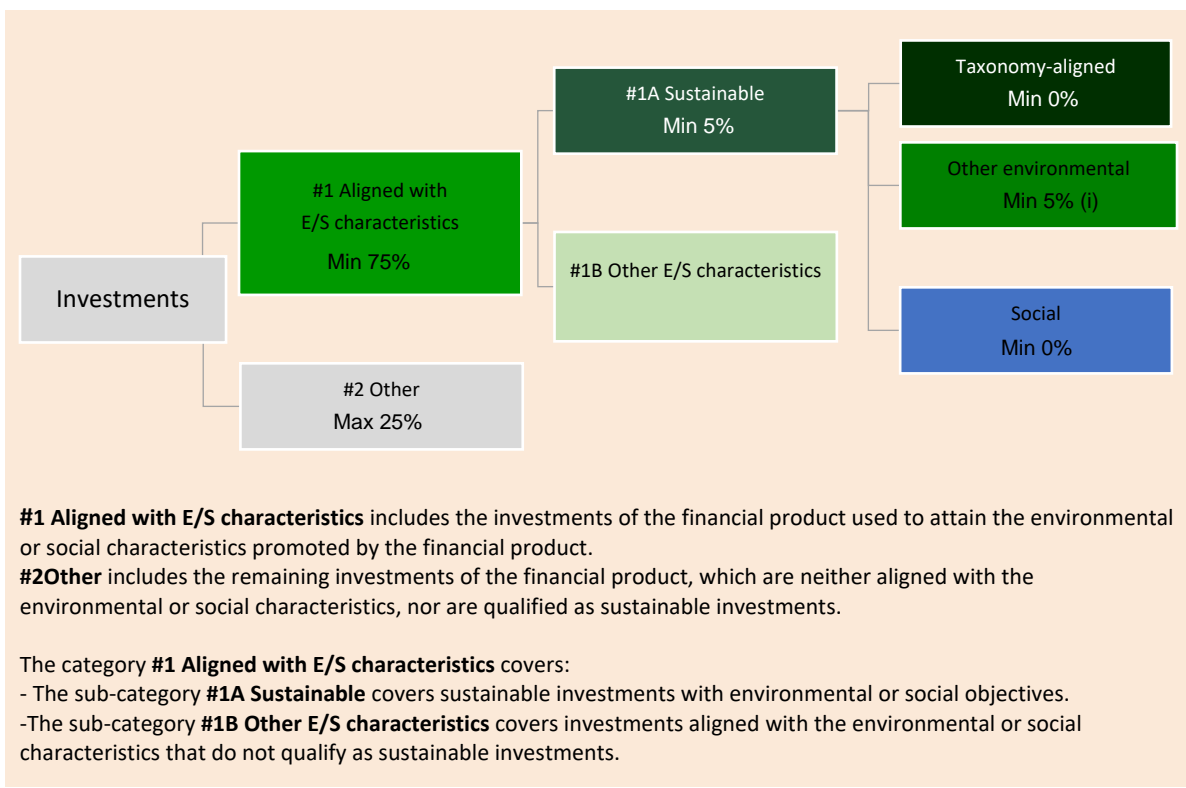 Investments
#1 Aligned with
E/S characteristics
Min 75%
#2 Other
Max 25%
#1A Sustainable
Min 5%
#1B Other E/S characteristics
Taxonomy-aligned
Min 0%
Other environmental
Min 5% (i)
Social
Min 0%
#1 Aligned with E/S characteristics includes the investments of the financial product used to attain the environmental
or social characteristics promoted by the financial product.
#2Other includes the remaining investments of the financial product, which are neither aligned with the
environmental or social characteristics, nor are qualified as sustainable investments.
The category #1 Aligned with E/S characteristics covers:
- The sub-category #1A Sustainable covers sustainable investments with environmental or social objectives.
-The sub-category #1B Other E/S characteristics covers investments aligned with the environmental or social
characteristics that do not qualify as sustainable investments.